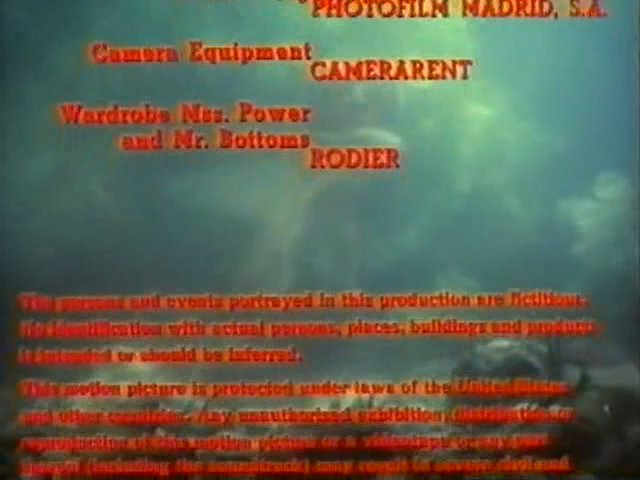 PHOTOFILM MADRID, S.A.
Camera Equipment
CAMERARENT
Wardrobe Mss. Power
and Mr. Bottoms
RODIER
The persons and events portrayed in this production are fictitious.
No identification with actual persons, places, buildings and products
is intended or should be inferred.
This motion picture is protected under laws of the United States
and other countries. Any unauthorized exhibition, distribution or
reproduction of this motion picture or a videotape or any part
thereof (including the soundtrack) may result in severe civil and